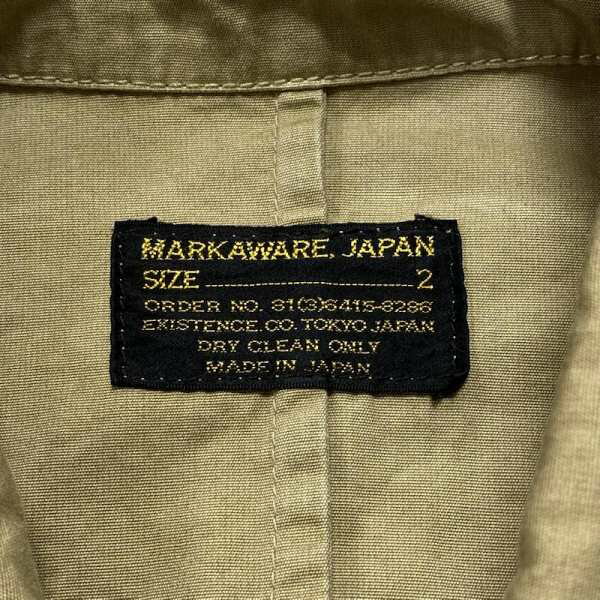 MARKAWARE, JAPAN
SIZE 2
ORDER NO. 81(3)6415-8286
EXISTENCE, CO. TOKYO JAPAN
DRY CLEAN ONLY
MADE IN JAPAN